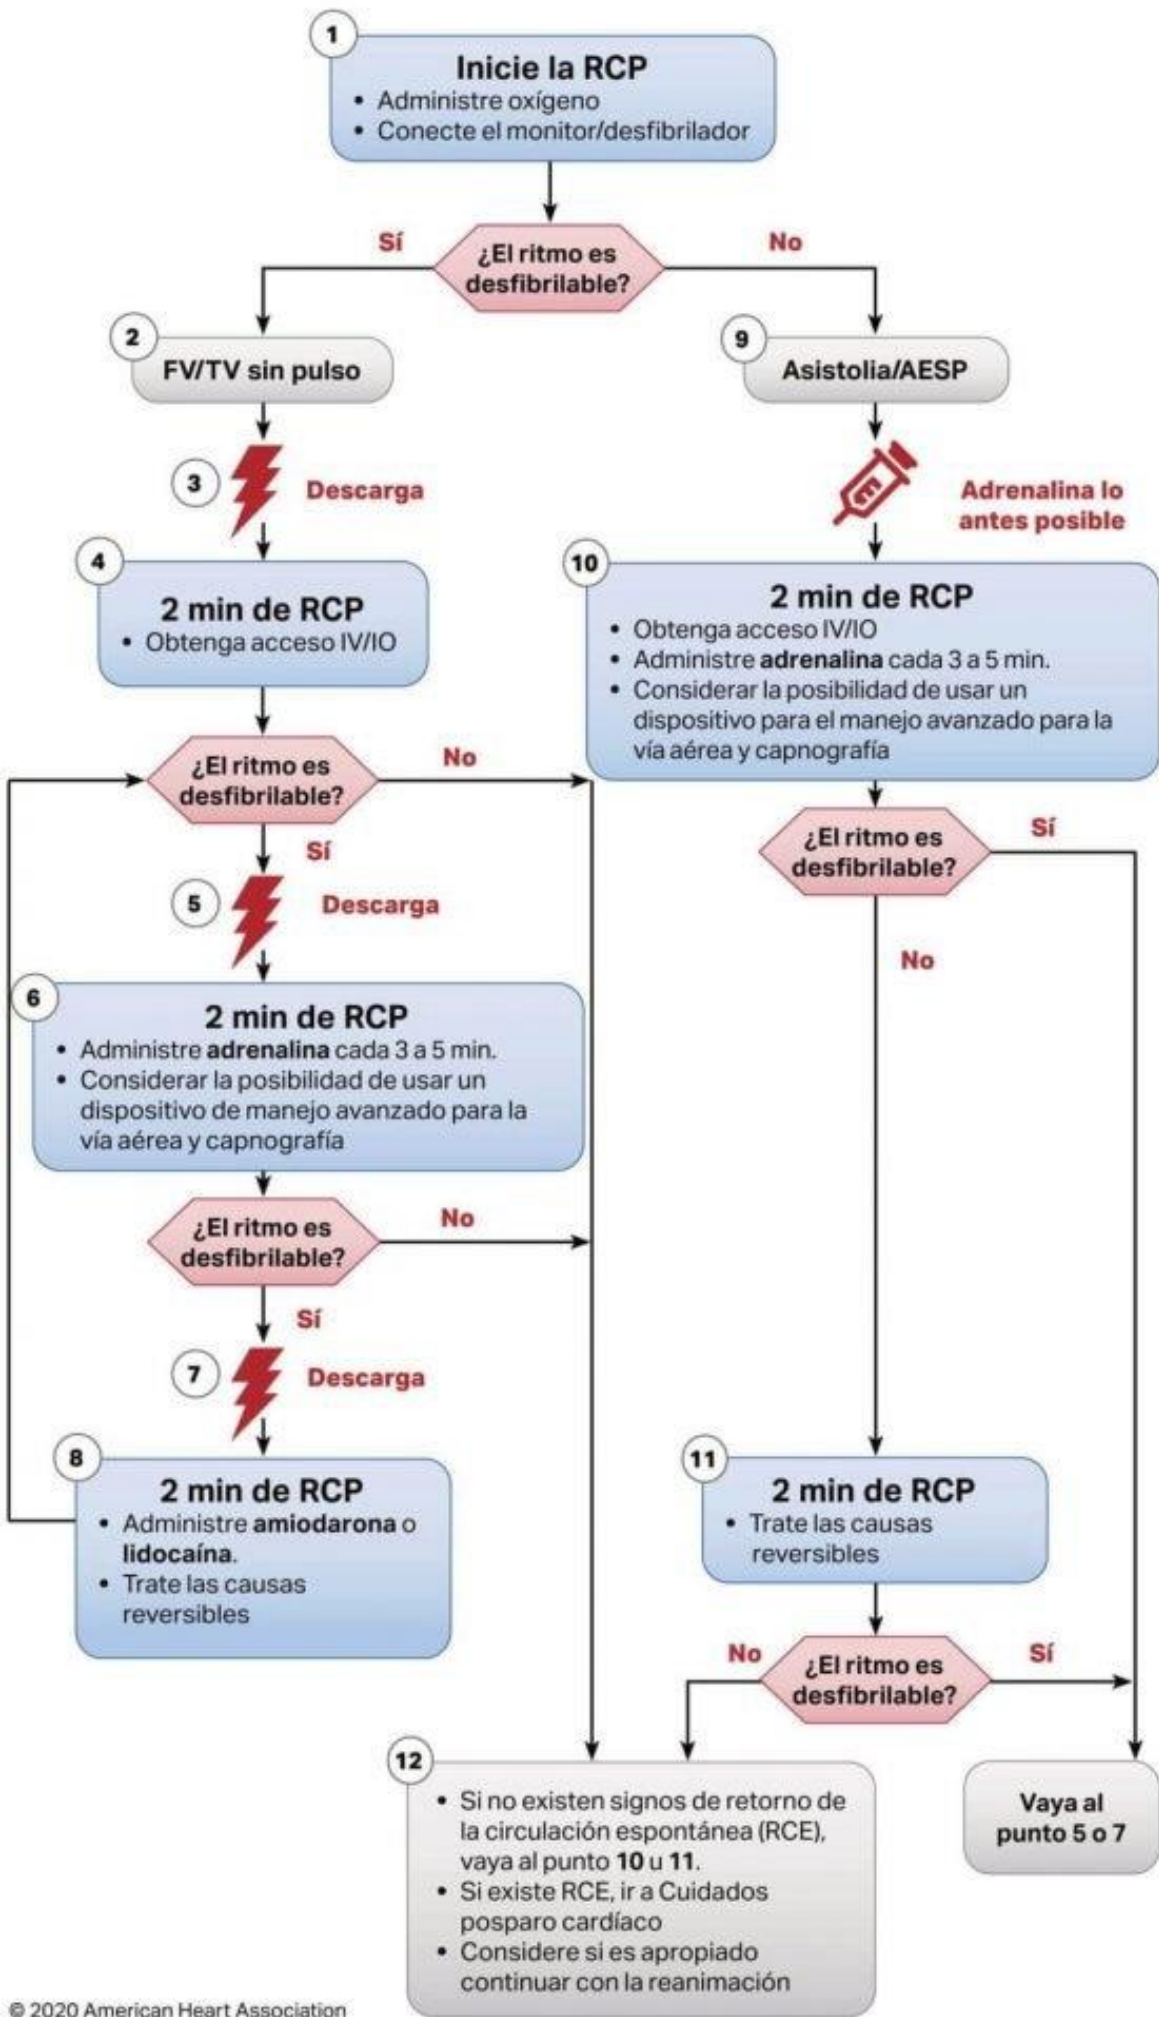 1
Inicie la RCP
• Administre oxígeno
• Conecte el monitor/desfibrilador
¿El ritmo es
desfibrilable?
Sí
No
2
FV/TV sin pulso
3
Descarga
4
2 min de RCP
• Obtenga acceso IV/IO
¿El ritmo es
desfibrilable?
No
Sí
5
Descarga
6
2 min de RCP
• Administre adrenalina cada 3 a 5 min.
• Considerar la posibilidad de usar un
dispositivo de manejo avanzado para la
vía aérea y capnografía
¿El ritmo es
desfibrilable?
No
Sí
7
Descarga
8
2 min de RCP
• Administre amiodarona o
lidocaína.
• Trate las causas
reversibles
9
Asistolia/AESP
Adrenalina lo
antes posible
10
2 min de RCP
• Obtenga acceso IV/IO
• Administre adrenalina cada 3 a 5 min.
• Considerar la posibilidad de usar un
dispositivo para el manejo avanzado para la
vía aérea y capnografía
¿El ritmo es
desfibrilable?
Sí
No
11
2 min de RCP
• Trate las causas
reversibles
¿El ritmo es
desfibrilable?
No
Sí
12
• Si no existen signos de retorno de
la circulación espontánea (RCE),
vaya al punto 10 u 11.
• Si existe RCE, ir a Cuidados
posparo cardíaco
• Considere si es apropiado
continuar con la reanimación
Vaya al
punto 5 o 7
© 2020 American Heart Association